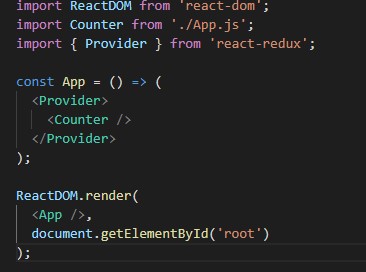 import ReactDOM from 'react-dom';
import Counter from './App.js';
import { Provider } from 'react-redux';
const App = () => (
<Provider>
<Counter />
</Provider>
);
ReactDOM.render(
<App />,
document.getElementById('root')
);